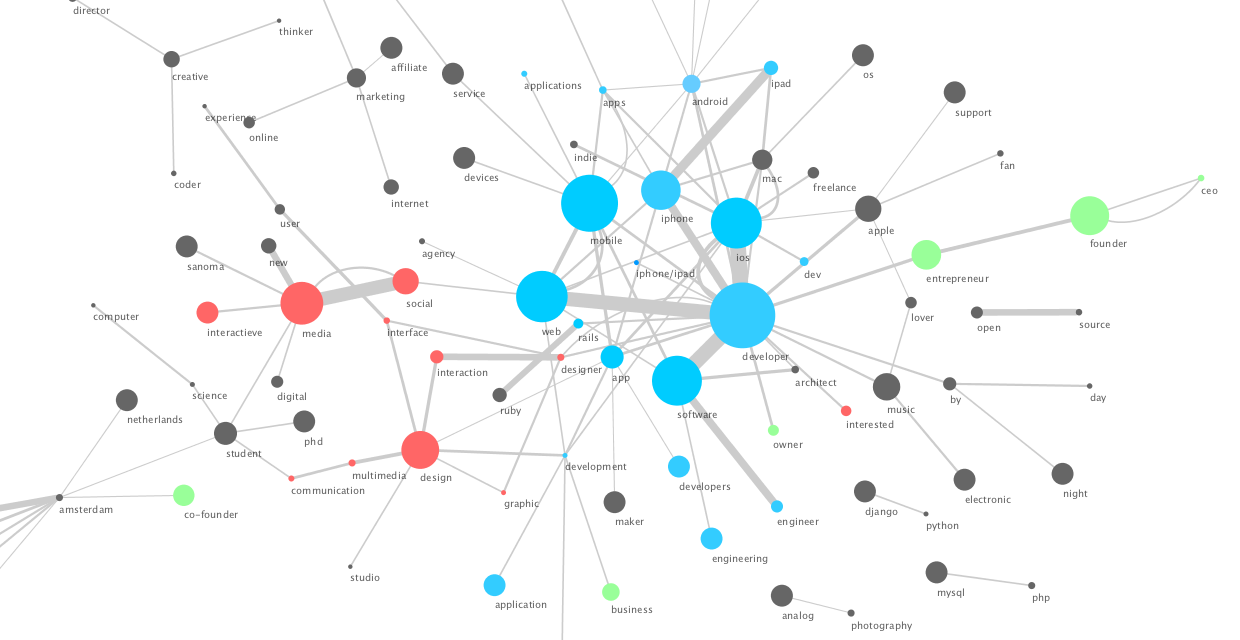 director
thinker
creative
affiliate
marketing
service
applications
apps
android
ipad
os
support
experience
online
coder
internet
devices
indie
mac
freelance
fan
ceo
user
iphone
mobile
ios
apple
founder
sanoma
new
agency
iphone/ipad
dev
entrepreneur
computer
interactieve
media
social
interface
web
rails
developer
lover
open
source
science
digital
interaction
designer
app
architect
ruby
software
music
by
day
netherlands
student
phd
interested
owner
multimedia
design
development
communication
developers
amsterdam
co-founder
graphic
maker
engineer
electronic
night
django
python
engineering
studio
application
business
mysql
php
analog
photography